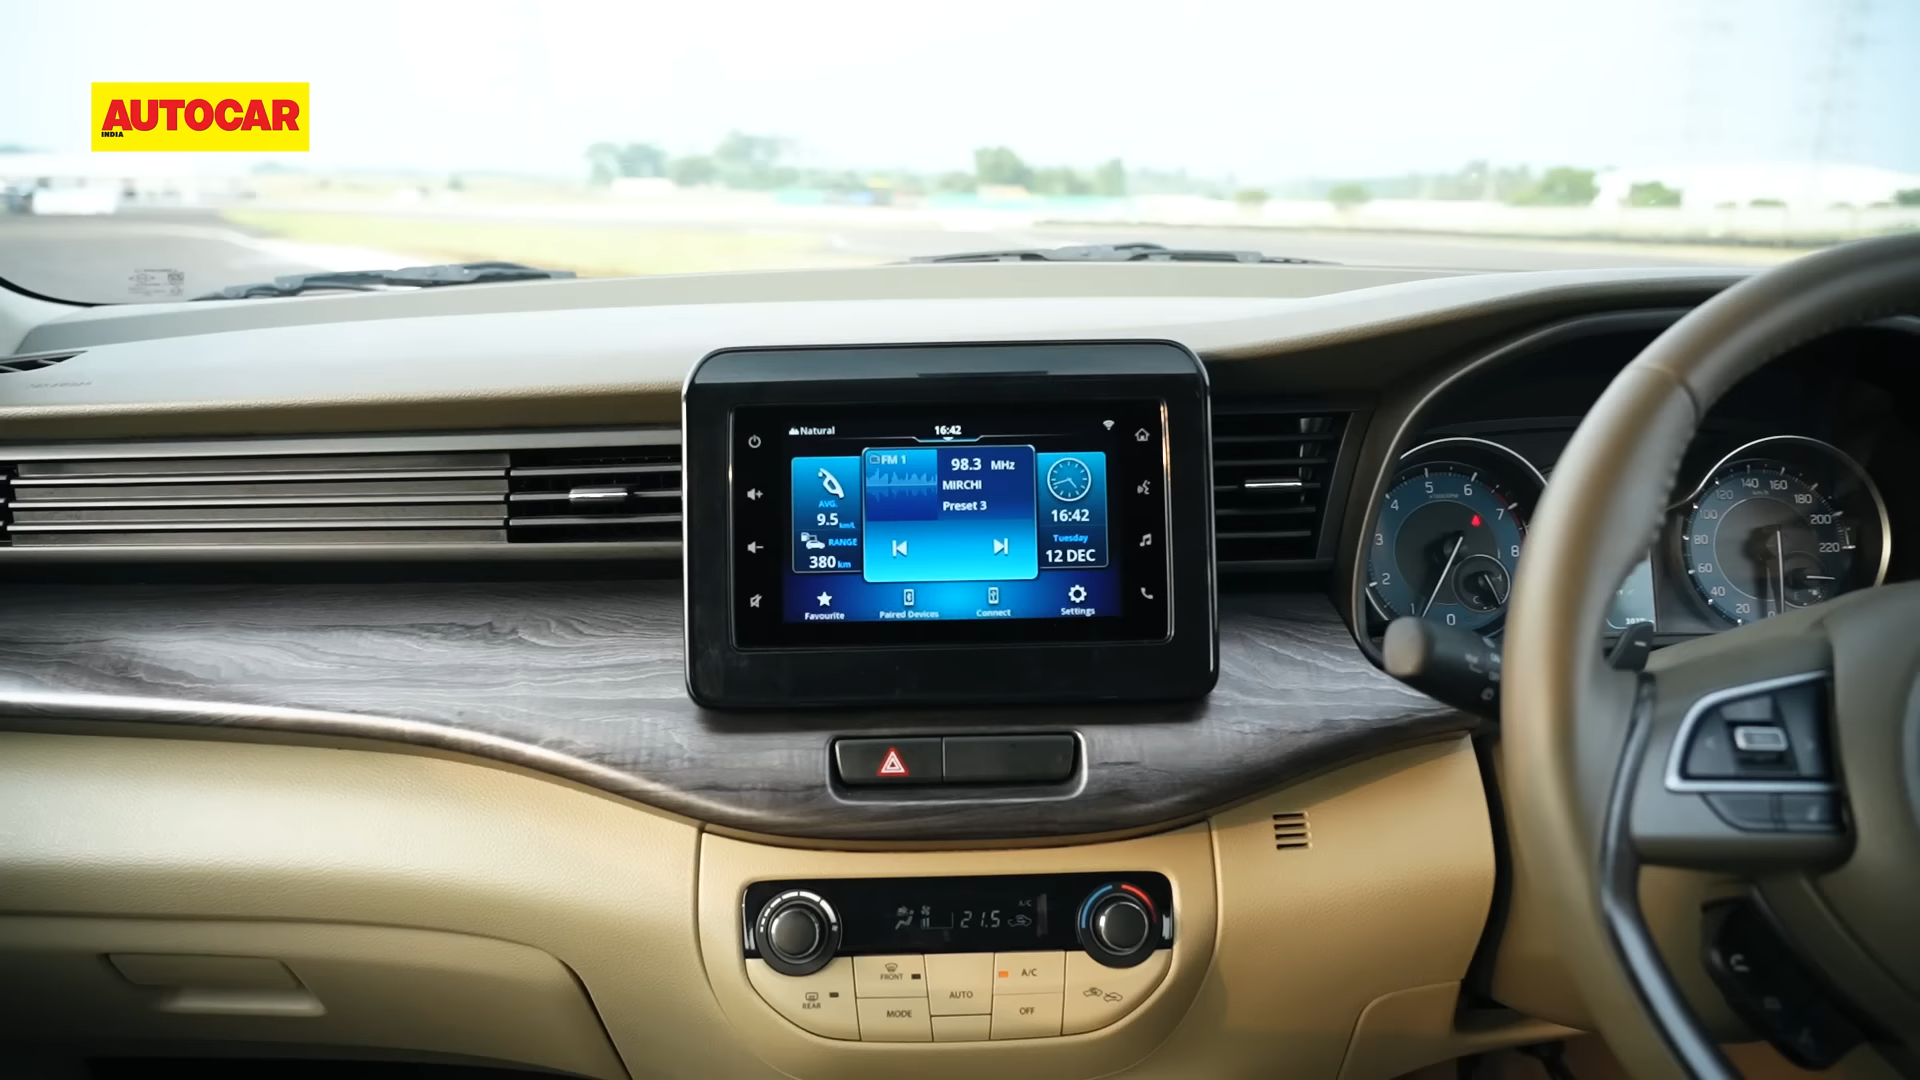 AUTOCAR
INDIA
Natural
16:42
FM 1
98.3 MHz
MIRCHI
Preset 3
AVG.
9.5 km/L
RANGE
380 km
16:42
Tuesday
12 DEC
Favourite
Paired Devices
Connect
Settings
0
1
2
3
4
5
6
7
8
20
40
60
80
100
120
140
160
180
200
220
km/h
21.5
A/C
FRONT
REAR
MODE
AUTO
A/C
OFF